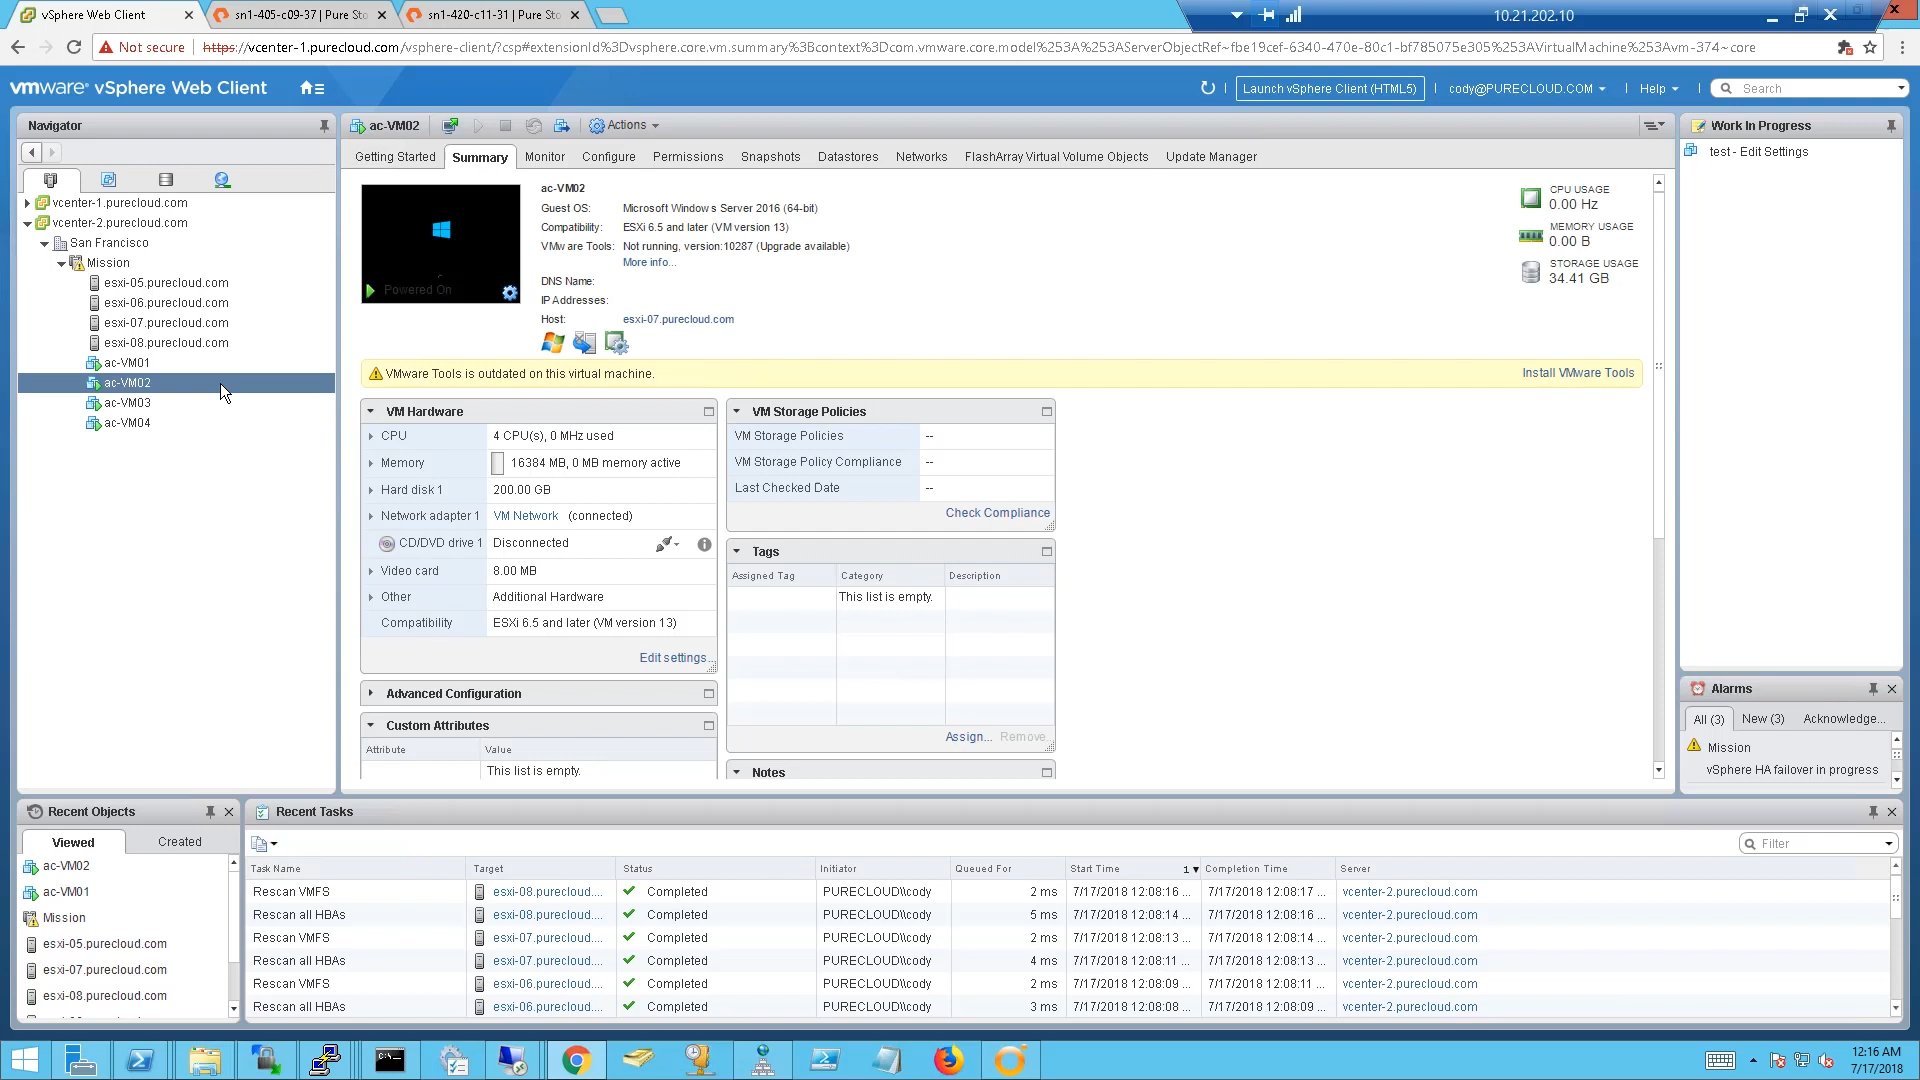 vSphere Web Client
sn1-405-c09-37 | Pure Sto
sn1-420-c11-31 | Pure Sto
10.21.202.10
Not secure
https://vcenter-1.purecloud.com/vsphere-client/?csp#extensionId%3Dvsphere.core.vm.summary%3Bcontext%3Dcom.vmware.core.model%253A%253AServerObjectRef~fbe19cef-6340-470e-80c1-bf785075e305%253AVirtualMachine%253Avm-374~core
vmware® vSphere Web Client
Launch vSphere Client (HTML5)
cody@PURECLOUD.COM
Help
Search
Navigator
vcenter-1.purecloud.com
vcenter-2.purecloud.com
San Francisco
Mission
esxi-05.purecloud.com
esxi-06.purecloud.com
esxi-07.purecloud.com
esxi-08.purecloud.com
ac-VM01
ac-VM02
ac-VM03
ac-VM04
ac-VM02
Actions
Getting Started Summary Monitor Configure Permissions Snapshots Datastores Networks FlashArray Virtual Volume Objects Update Manager
Powered On
ac-VM02
Guest OS: Microsoft Windows Server 2016 (64-bit)
Compatibility: ESXi 6.5 and later (VM version 13)
VMware Tools: Not running, version:10287 (Upgrade available)
More info...
DNS Name:
IP Addresses:
Host: esxi-07.purecloud.com
CPU USAGE
0.00 Hz
MEMORY USAGE
0.00 B
STORAGE USAGE
34.41 GB
VMware Tools is outdated on this virtual machine.
Install VMware Tools
VM Hardware
CPU 4 CPU(s), 0 MHz used
Memory 16384 MB, 0 MB memory active
Hard disk 1 200.00 GB
Network adapter 1 VM Network (connected)
CD/DVD drive 1 Disconnected
Video card 8.00 MB
Other Additional Hardware
Compatibility ESXi 6.5 and later (VM version 13)
Edit settings...
Advanced Configuration
Custom Attributes
Attribute Value
This list is empty.
VM Storage Policies
VM Storage Policies --
VM Storage Policy Compliance --
Last Checked Date --
Check Compliance
Tags
Assigned Tag Category Description
This list is empty.
Assign... Remove...
Notes
Work In Progress
test - Edit Settings
Alarms
All (3) New (3) Acknowledge...
Mission
vSphere HA failover in progress
Recent Objects
Viewed Created
ac-VM02
ac-VM01
Mission
esxi-05.purecloud.com
esxi-07.purecloud.com
esxi-08.purecloud.com
Recent Tasks
Filter
Task Name Target Status Initiator Queued For Start Time 1 Completion Time Server
Rescan VMFS esxi-08.purecloud.... Completed PURECLOUD\\cody 2 ms 7/17/2018 12:08:16 ... 7/17/2018 12:08:17 ... vcenter-2.purecloud.com
Rescan all HBAs esxi-08.purecloud.... Completed PURECLOUD\\cody 5 ms 7/17/2018 12:08:14 ... 7/17/2018 12:08:16 ... vcenter-2.purecloud.com
Rescan VMFS esxi-07.purecloud.... Completed PURECLOUD\\cody 2 ms 7/17/2018 12:08:13 ... 7/17/2018 12:08:14 ... vcenter-2.purecloud.com
Rescan all HBAs esxi-07.purecloud.... Completed PURECLOUD\\cody 4 ms 7/17/2018 12:08:11 ... 7/17/2018 12:08:13 ... vcenter-2.purecloud.com
Rescan VMFS esxi-06.purecloud.... Completed PURECLOUD\\cody 2 ms 7/17/2018 12:08:09 ... 7/17/2018 12:08:11 ... vcenter-2.purecloud.com
Rescan all HBAs esxi-06.purecloud.... Completed PURECLOUD\\cody 3 ms 7/17/2018 12:08:08 ... 7/17/2018 12:08:09 ... vcenter-2.purecloud.com
12:16 AM
7/17/2018